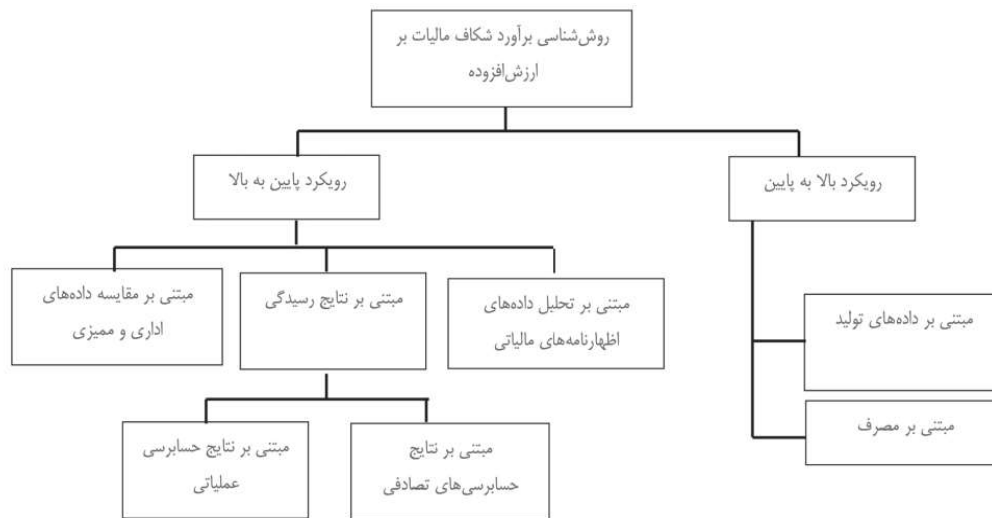 روش‌شناسی برآورد شکاف مالیات بر
ارزش‌افزوده
رویکرد بالا به پایین
رویکرد پایین به بالا
مبتنی بر داده‌های تولید
مبتنی بر مصرف
مبتنی بر تحلیل داده‌های
اظهارنامه‌های مالیاتی
مبتنی بر نتایج رسیدگی
مبتنی بر مقایسه داده‌های
اداری و ممیزی
مبتنی بر نتایج
حسابرسی‌های تصادفی
مبتنی بر نتایج حسابرسی
عملیاتی